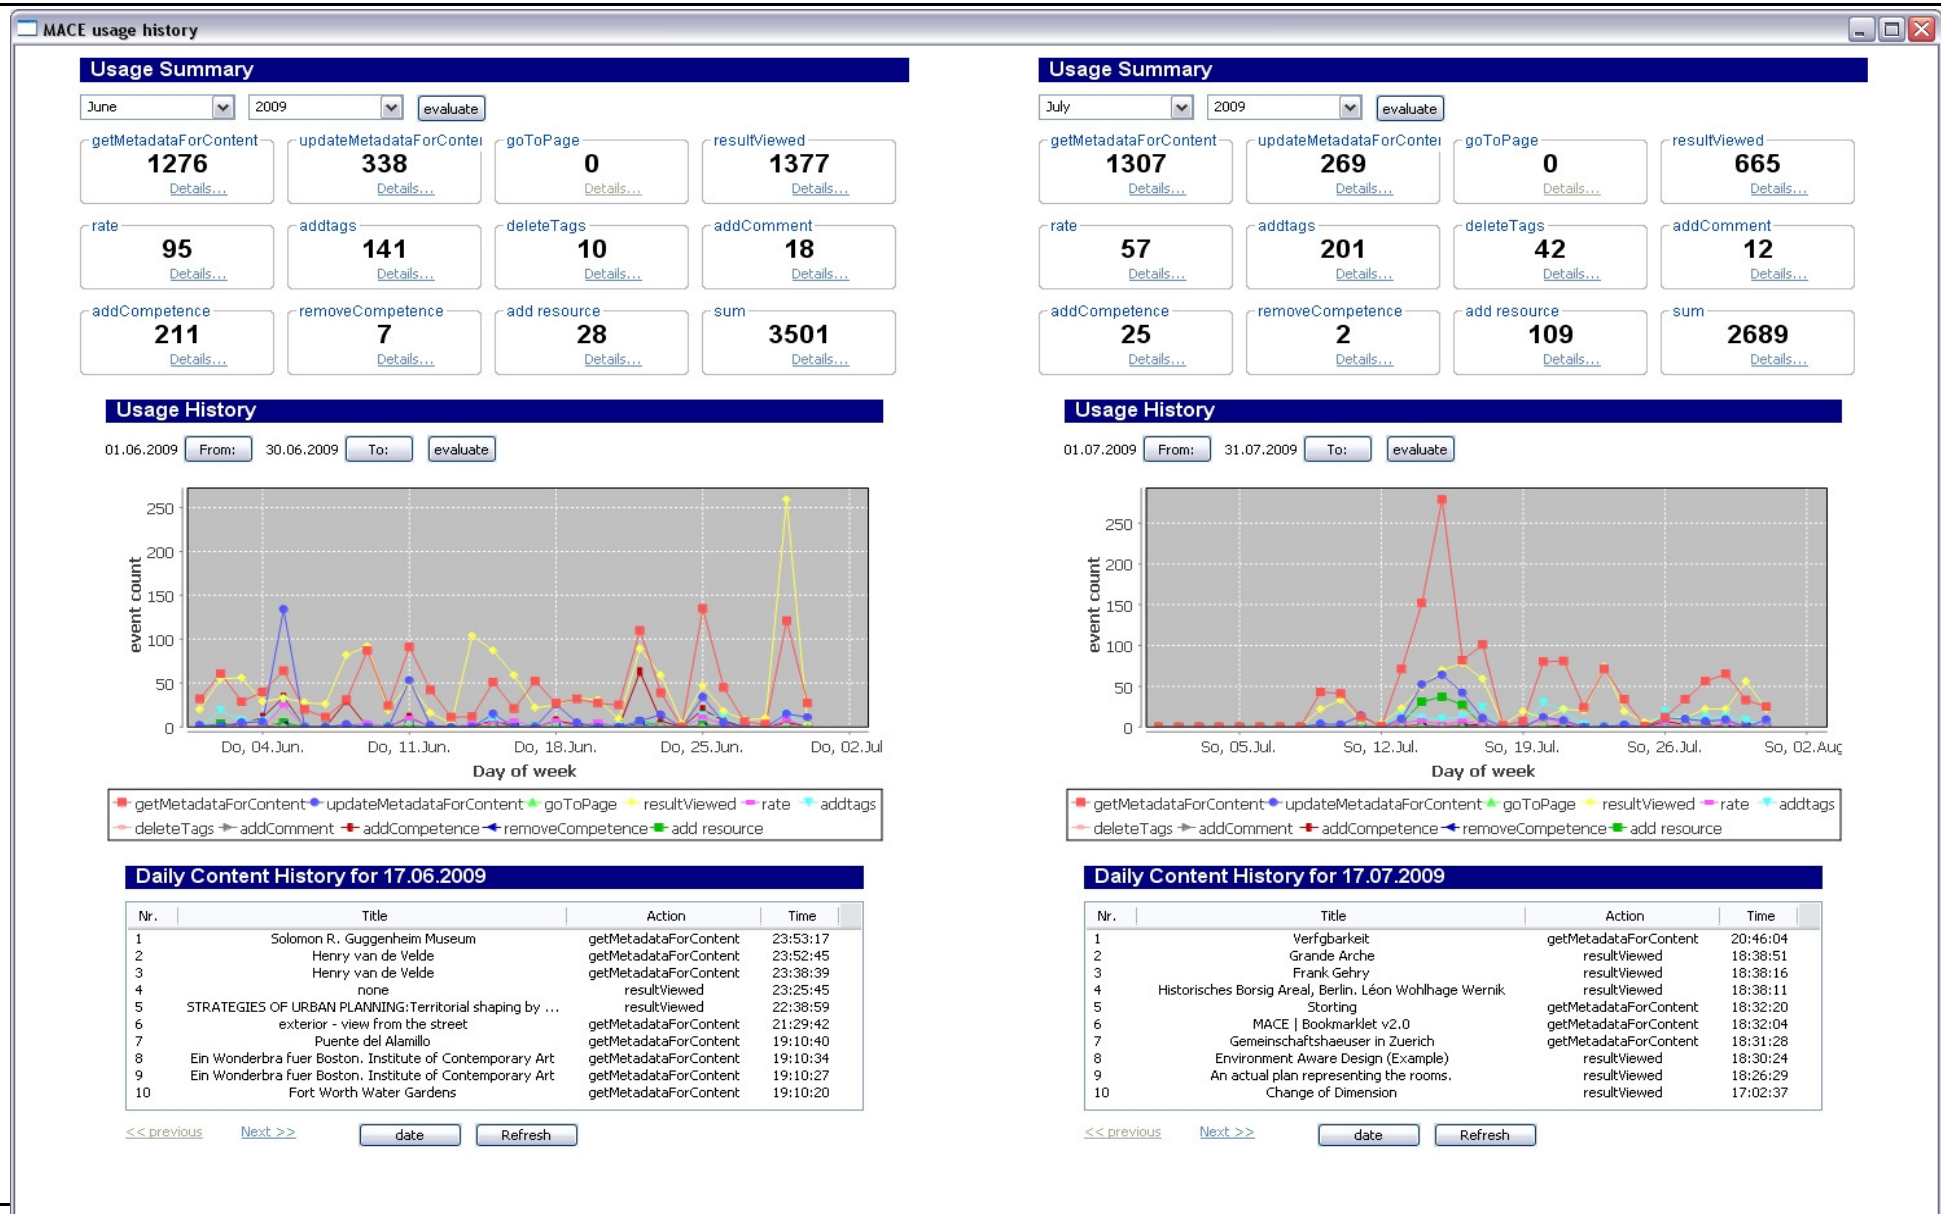 MACE usage history
Usage Summary
June 2009 evaluate
getMetadataForContent updateMetadataForConter goToPage resultViewed
1276 338 0 1377
Details... Details... Details... Details...
rate addtags deleteTags addComment
95 141 10 18
Details... Details... Details... Details...
addCompetence removeCompetence add resource sum
211 7 28 3501
Details... Details... Details... Details...
Usage History
01.06.2009 From: 30.06.2009 To: evaluate
250
200
150
100
50
0
event count
Do, 04.Jun. Do, 11.Jun. Do, 18.Jun. Do, 25.Jun. Do, 02.Jul
Day of week
getMetadataForContent updateMetadataForContent goToPage resultViewed rate addtags
deleteTags addComment addCompetence removeCompetence add resource
Daily Content History for 17.06.2009
Nr. Title Action Time
1 Solomon R. Guggenheim Museum getMetadataForContent 23:53:17
2 Henry van de Velde getMetadataForContent 23:52:45
3 Henry van de Velde getMetadataForContent 23:38:39
4 none resultViewed 23:25:45
5 STRATEGIES OF URBAN PLANNING:Territorial shaping by ... resultViewed 22:38:59
6 exterior - view from the street getMetadataForContent 21:29:42
7 Puente del Alamillo getMetadataForContent 19:10:40
8 Ein Wonderbra fuer Boston. Institute of Contemporary Art getMetadataForContent 19:10:34
9 Ein Wonderbra fuer Boston. Institute of Contemporary Art getMetadataForContent 19:10:27
10 Fort Worth Water Gardens getMetadataForContent 19:10:20
<< previous Next >> date Refresh
Usage Summary
July 2009 evaluate
getMetadataForContent updateMetadataForConter goToPage resultViewed
1307 269 0 665
Details... Details... Details... Details...
rate addtags deleteTags addComment
57 201 42 12
Details... Details... Details... Details...
addCompetence removeCompetence add resource sum
25 2 109 2689
Details... Details... Details... Details...
Usage History
01.07.2009 From: 31.07.2009 To: evaluate
250
200
150
100
50
0
event count
So, 05.Jul. So, 12.Jul. So, 19.Jul. So, 26.Jul. So, 02.Aug
Day of week
getMetadataForContent updateMetadataForContent goToPage resultViewed rate addtags
deleteTags addComment addCompetence removeCompetence add resource
Daily Content History for 17.07.2009
Nr. Title Action Time
1 Verfgbarkeit getMetadataForContent 20:46:04
2 Grande Arche resultViewed 18:38:51
3 Frank Gehry resultViewed 18:38:16
4 Historisches Borsig Areal, Berlin. Léon Wohlhage Wernik resultViewed 18:38:11
5 Storting getMetadataForContent 18:32:20
6 MACE | Bookmarklet v2.0 getMetadataForContent 18:32:04
7 Gemeinschaftshaeuser in Zuerich getMetadataForContent 18:31:28
8 Environment Aware Design (Example) resultViewed 18:30:24
9 An actual plan representing the rooms. resultViewed 18:26:29
10 Change of Dimension resultViewed 17:02:37
<< previous Next >> date Refresh